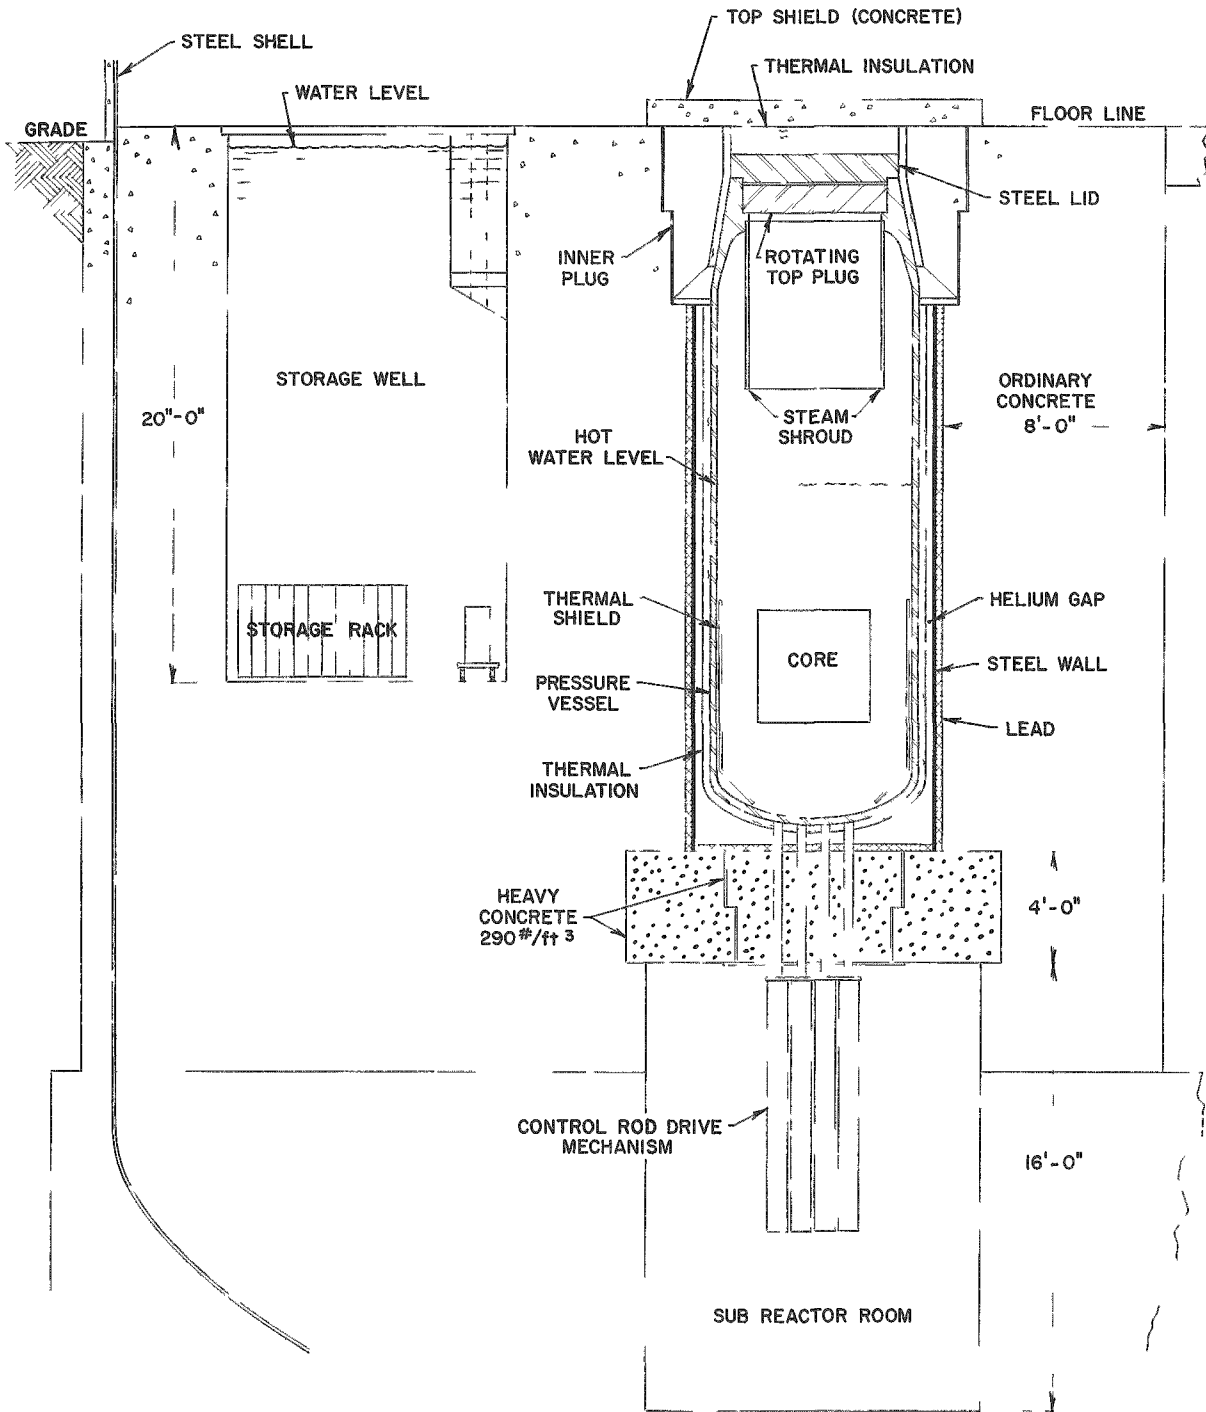 TOP SHIELD (CONCRETE)
STEEL SHELL
THERMAL INSULATION
WATER LEVEL
FLOOR LINE
GRADE
STEEL LID
INNER
PLUG
ROTATING
TOP PLUG
STORAGE WELL
ORDINARY
CONCRETE
8'-0"
20"-0"
STEAM
SHROUD
HOT
WATER LEVEL
THERMAL
SHIELD
HELIUM GAP
STORAGE RACK
CORE
STEEL WALL
PRESSURE
VESSEL
LEAD
THERMAL
INSULATION
HEAVY
CONCRETE
290#/ft 3
4'-0"
CONTROL ROD DRIVE
MECHANISM
16'-0"
SUB REACTOR ROOM